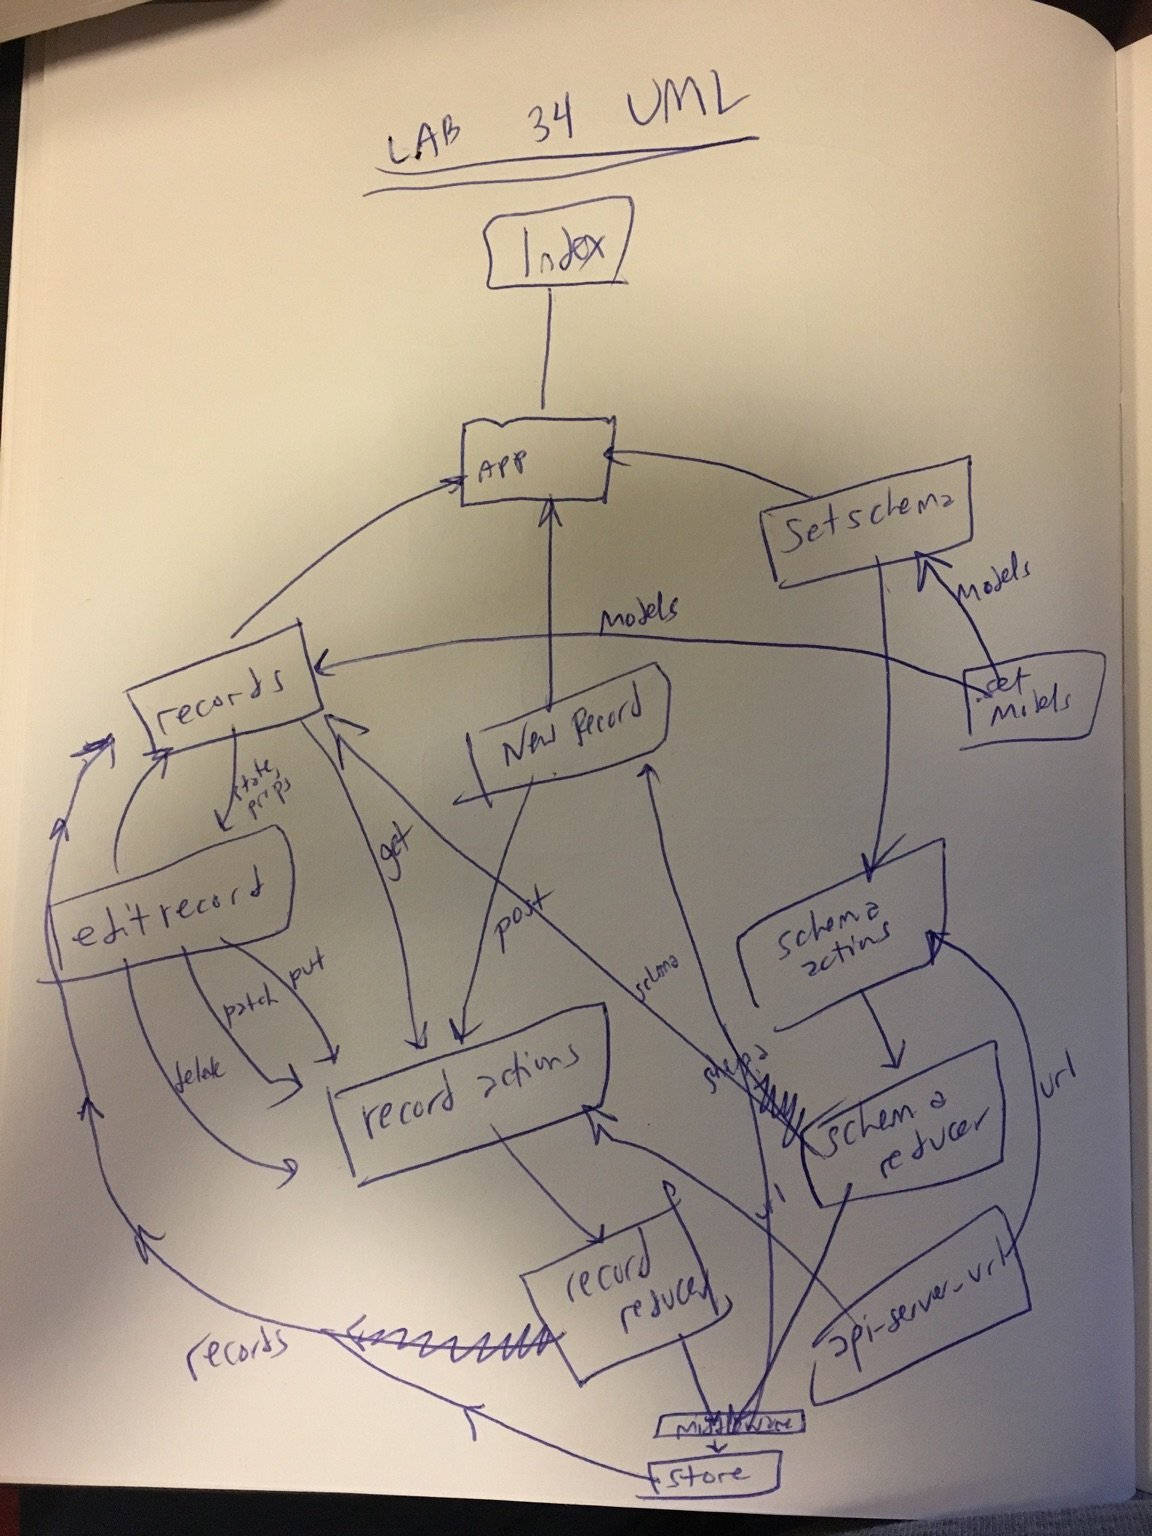 LAB 34 UML
Index
APP
Set schema
Models
Models
set
Models
records
New Record
state,
props
get
edit record
post
schema
actions
schema
put
patch
delete
record actions
schema
reducer
url
url
record
reducer
api-server-url
records
middleware
store